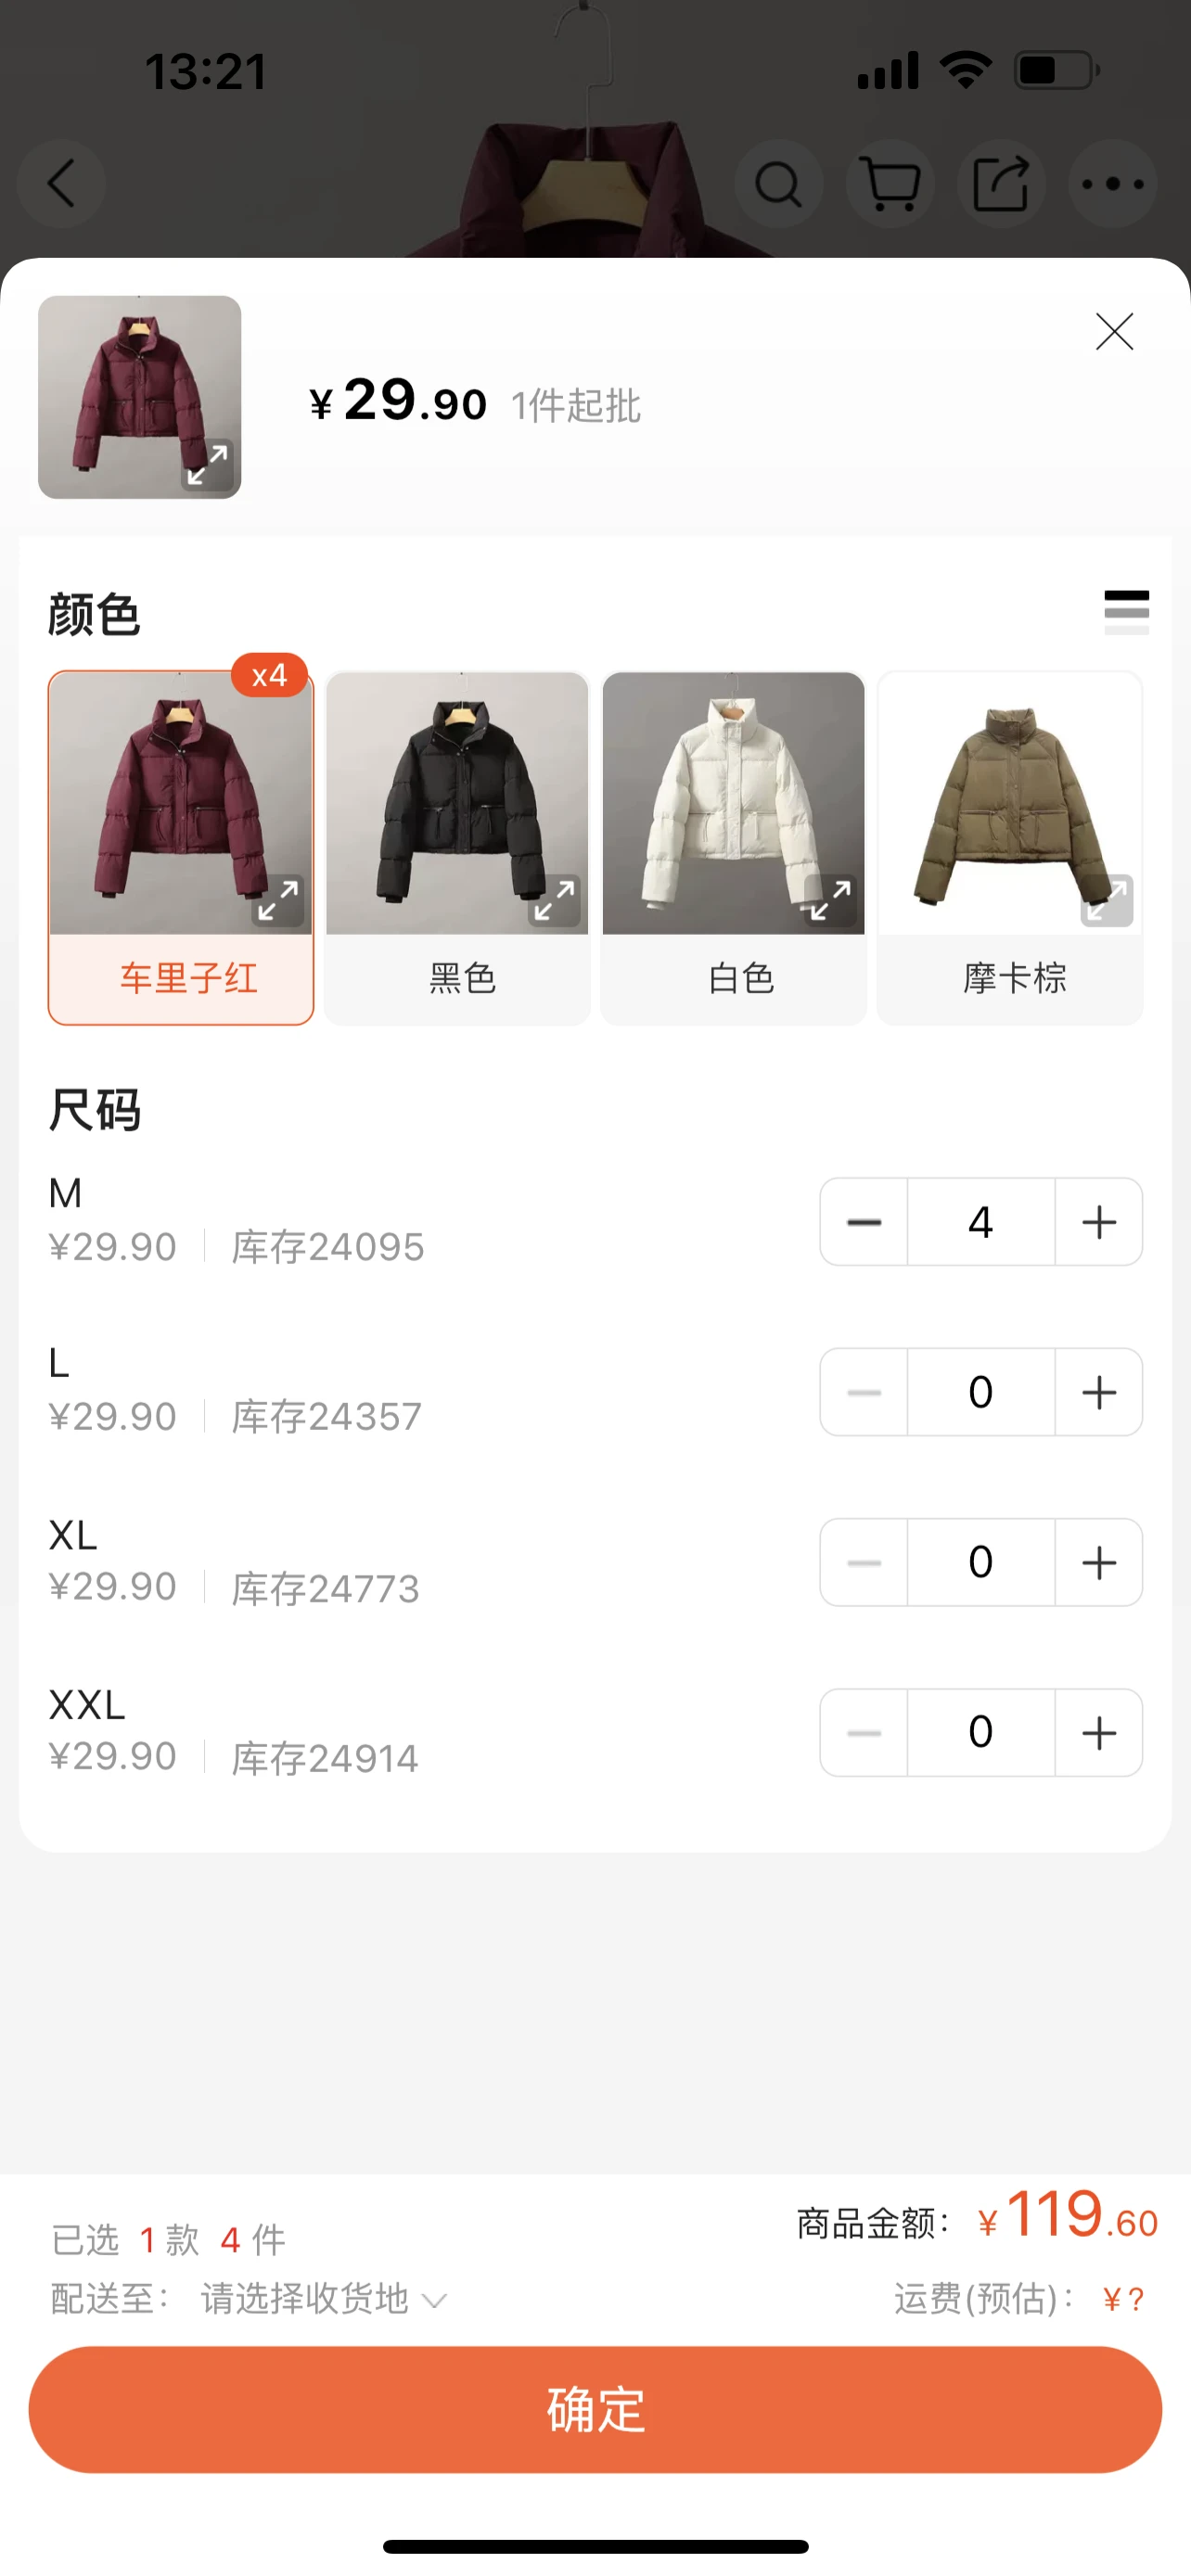 13:21
¥29.90 1件起批
颜色
x4
车里子红
黑色
白色
摩卡棕
尺码
M
¥29.90 库存24095
4
L
¥29.90 库存24357
0
XL
¥29.90 库存24773
0
XXL
¥29.90 库存24914
0
已选 1 款 4 件
商品金额： ¥119.60
配送至： 请选择收货地
运费(预估)： ¥?
确定